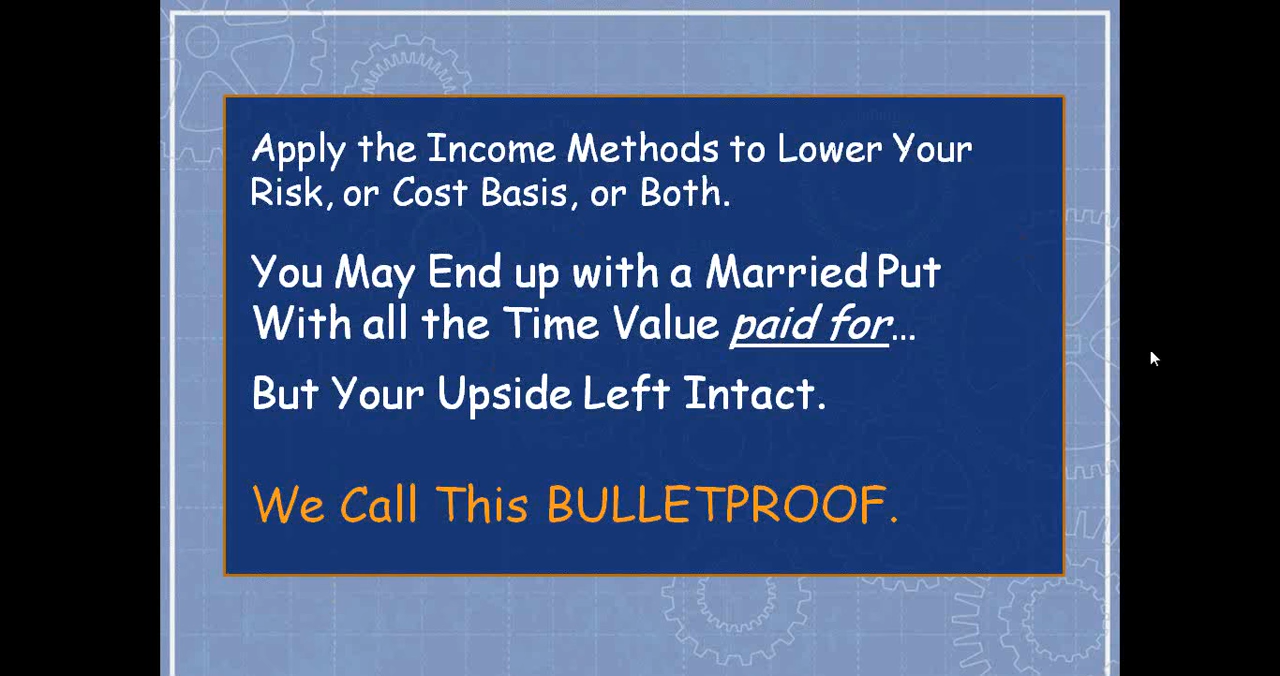 Apply the Income Methods to Lower Your
Risk, or Cost Basis, or Both.
You May End up with a Married Put
With all the Time Value paid for...
But Your Upside Left Intact.
We Call This BULLETPROOF.